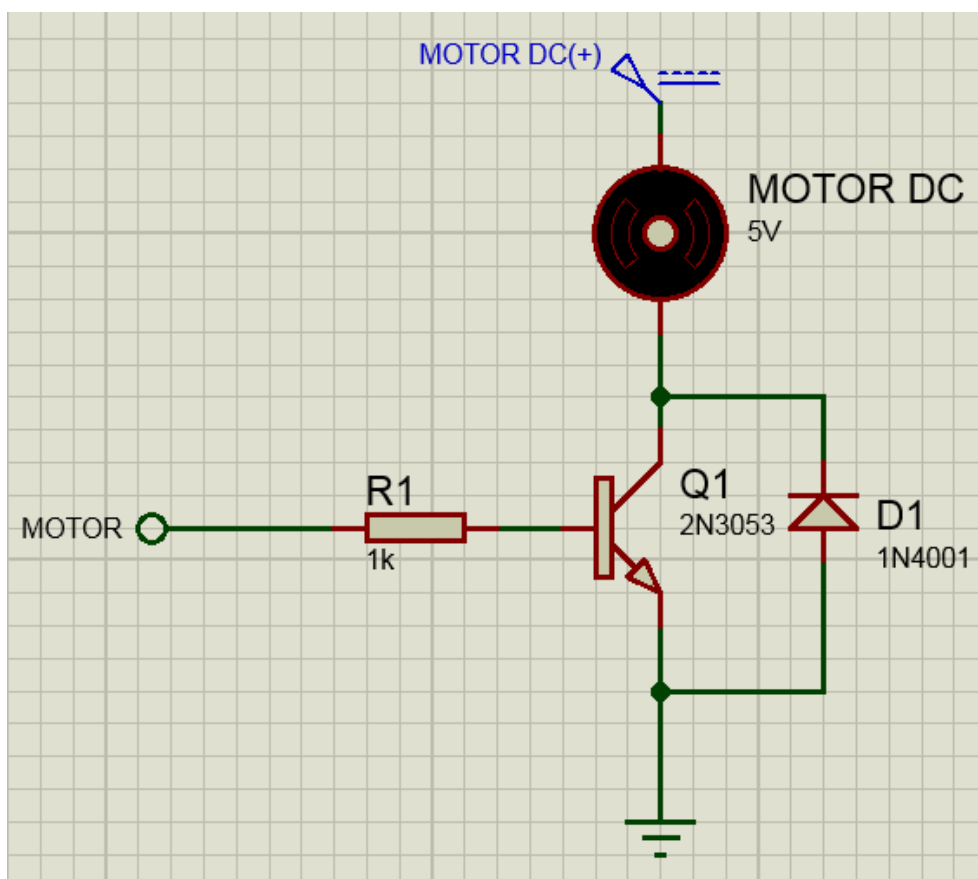 MOTOR DC(+)
MOTOR DC
5V
R1
1k
MOTOR
Q1
2N3053
D1
1N4001